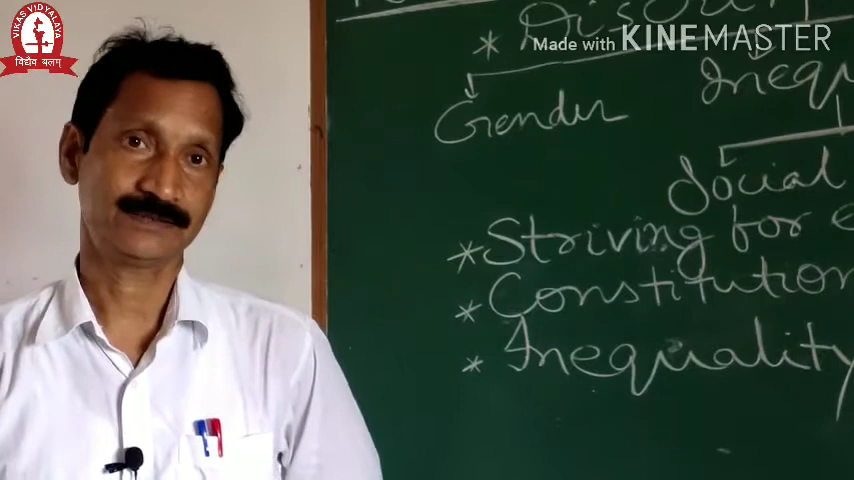 VIKAS VIDYALAYA
विद्यैव बलम्
Made with KINEMASTER
*
Gender
Social
* Striving for
* Constitution
* Inequality